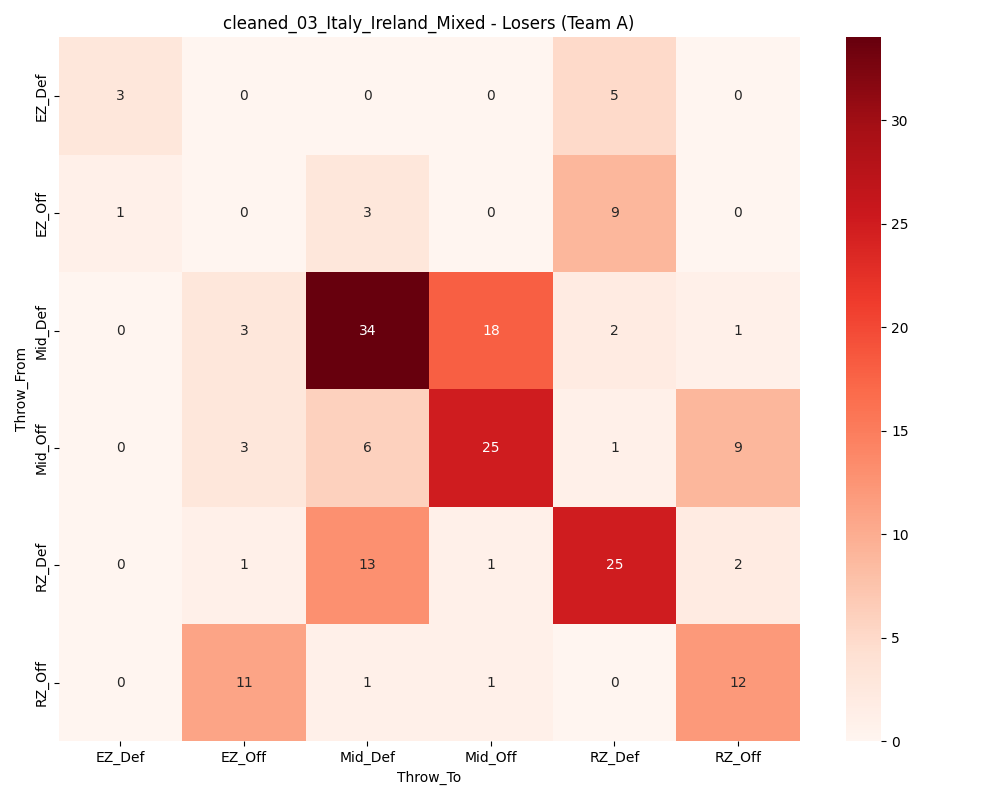 cleaned_03_Italy_Ireland_Mixed - Losers (Team A)
Throw_From
EZ_Def 3 0 0 0 5 0
EZ_Off 1 0 3 0 9 0
Mid_Def 0 3 34 18 2 1
Mid_Off 0 3 6 25 1 9
RZ_Def 0 1 13 1 25 2
RZ_Off 0 11 1 1 0 12
EZ_Def EZ_Off Mid_Def Mid_Off RZ_Def RZ_Off
Throw_To
30
25
20
15
10
5
0